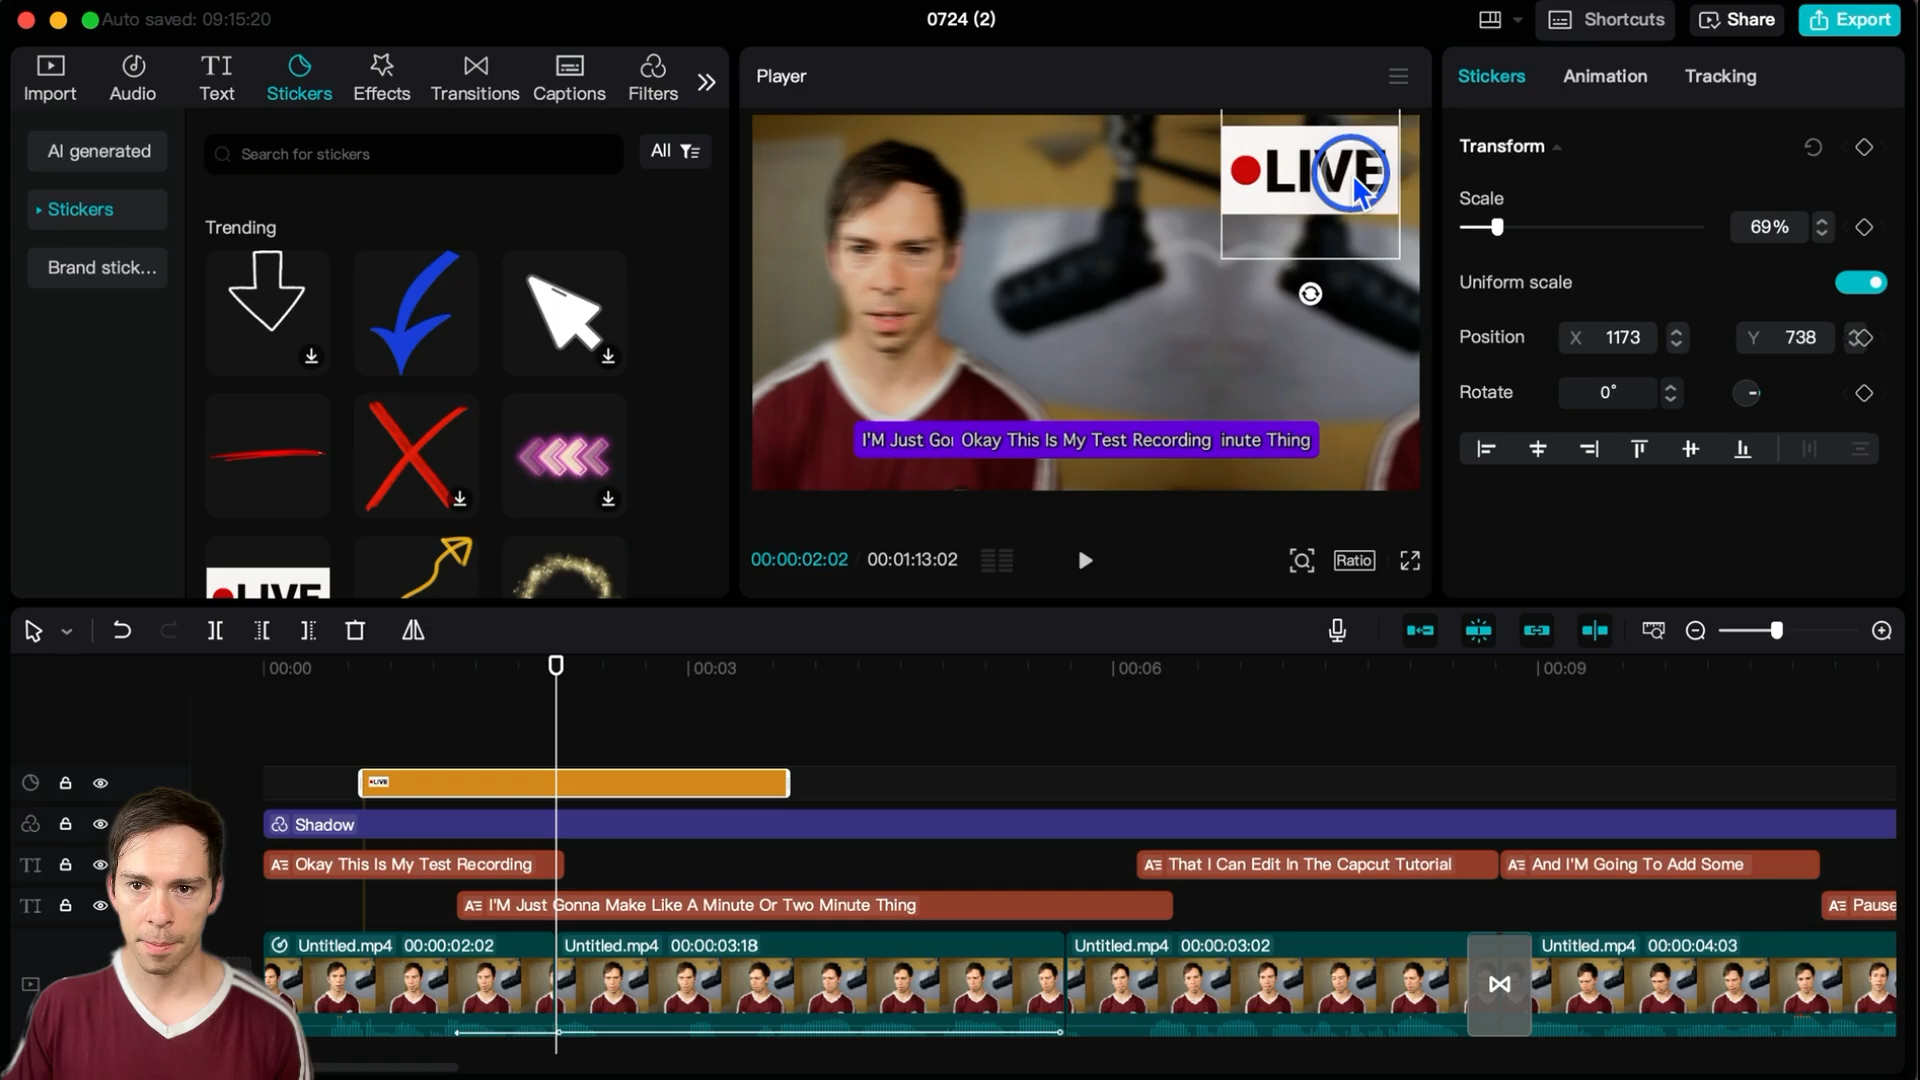 Auto saved: 09:15:20
0724 (2)
Shortcuts
Share
Export
Import
Audio
Text
Stickers
Effects
Transitions
Captions
Filters
Player
Stickers
Animation
Tracking
AI generated
Stickers
Brand stick...
Search for stickers
All
Trending
LIVE
LIVE
I'M Just Goi Okay This Is My Test Recording inute Thing
00:00:02:02
00:01:13:02
Ratio
Transform
Scale
69%
Uniform scale
Position
X 1173
Y 738
Rotate
0°
00:00
00:03
00:06
00:09
LIVE
Shadow
Okay This Is My Test Recording
That I Can Edit In The Capcut Tutorial
And I'M Going To Add Some
I'M Just Gonna Make Like A Minute Or Two Minute Thing
Pause
Untitled.mp4 00:00:02:02
Untitled.mp4 00:00:03:18
Untitled.mp4 00:00:03:02
Untitled.mp4 00:00:04:03